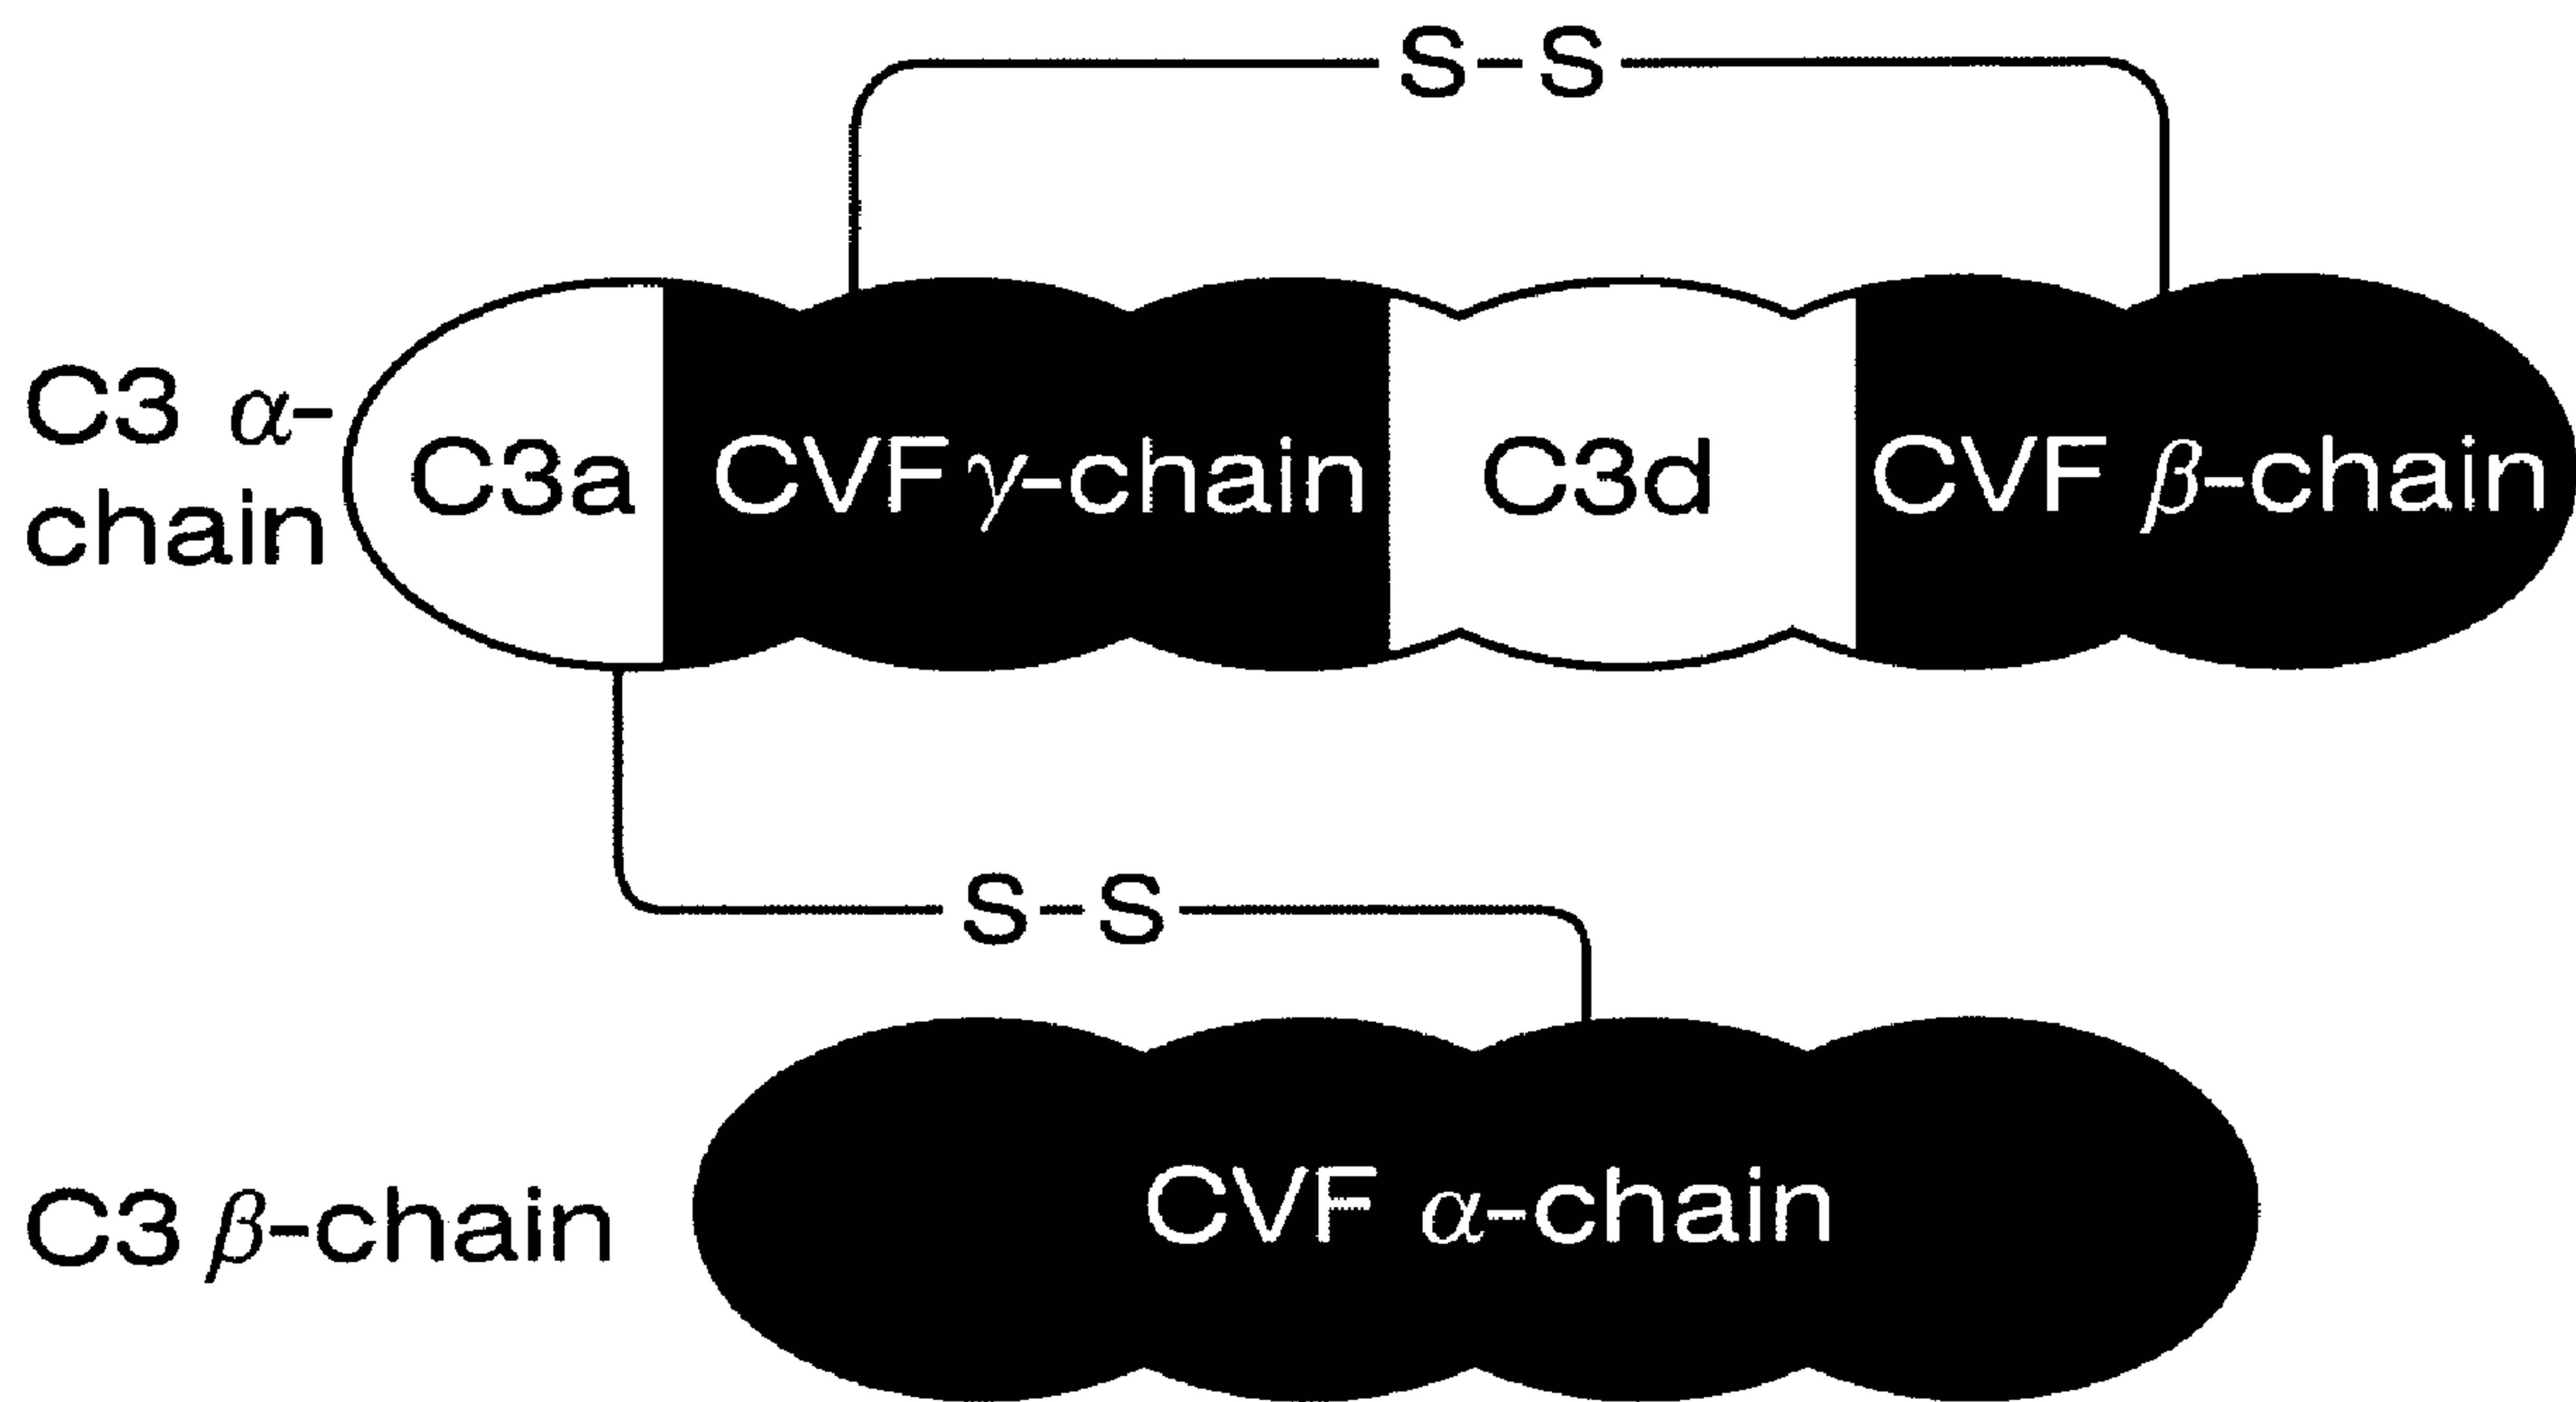 S-S
C3 α-
chain
C3a
CVF γ-chain
C3d
CVF β-chain
S-S
C3 β-chain
CVF α-chain